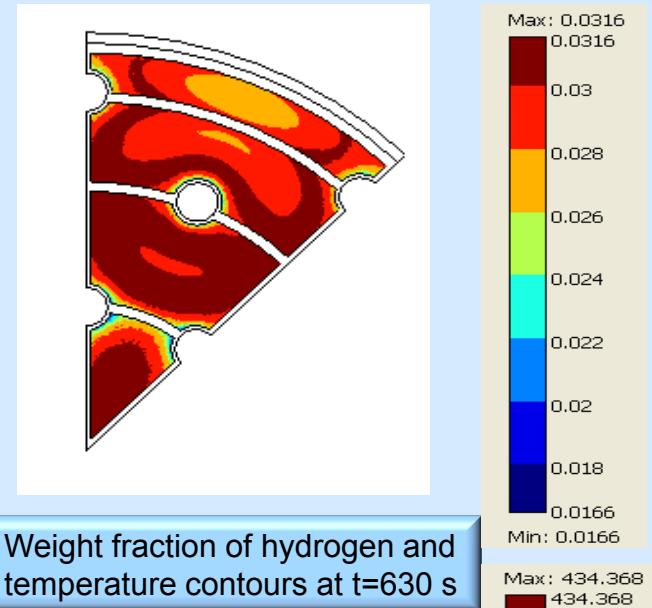 Max: 0.0316
0.0316
0.03
0.028
0.026
0.024
0.022
0.02
0.018
0.0166
Min: 0.0166
Weight fraction of hydrogen and
temperature contours at t=630 s
Max: 434.368
434.368